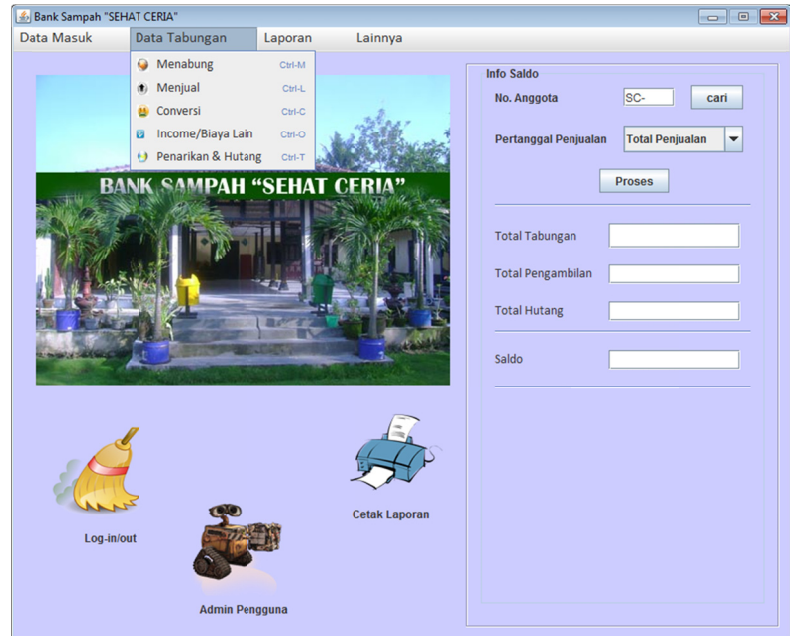 Bank Sampah "SEHAT CERIA"
Data Masuk Data Tabungan Laporan Lainnya
Menabung Ctrl-M
Menjual Ctrl-L
Conversi Ctrl-C
Income/Biaya Lain Ctrl-O
Penarikan & Hutang Ctrl-T
BANK SAMPAH “SEHAT CERIA”
Log-in/out
Admin Pengguna
Cetak Laporan
Info Saldo
No. Anggota SC- cari
Pertanggal Penjualan Total Penjualan
Proses
Total Tabungan
Total Pengambilan
Total Hutang
Saldo